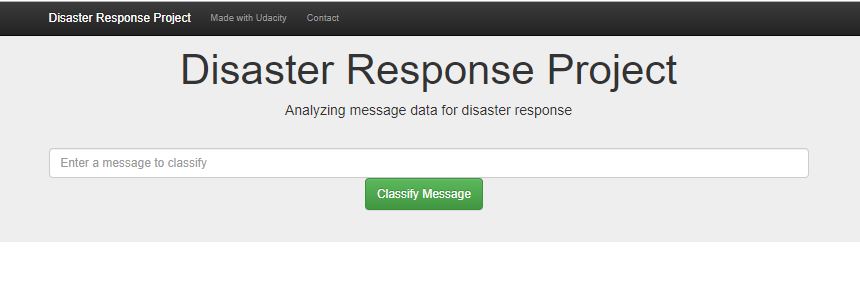 Disaster Response Project Made with Udacity Contact
Disaster Response Project
Analyzing message data for disaster response
Enter a message to classify
Classify Message